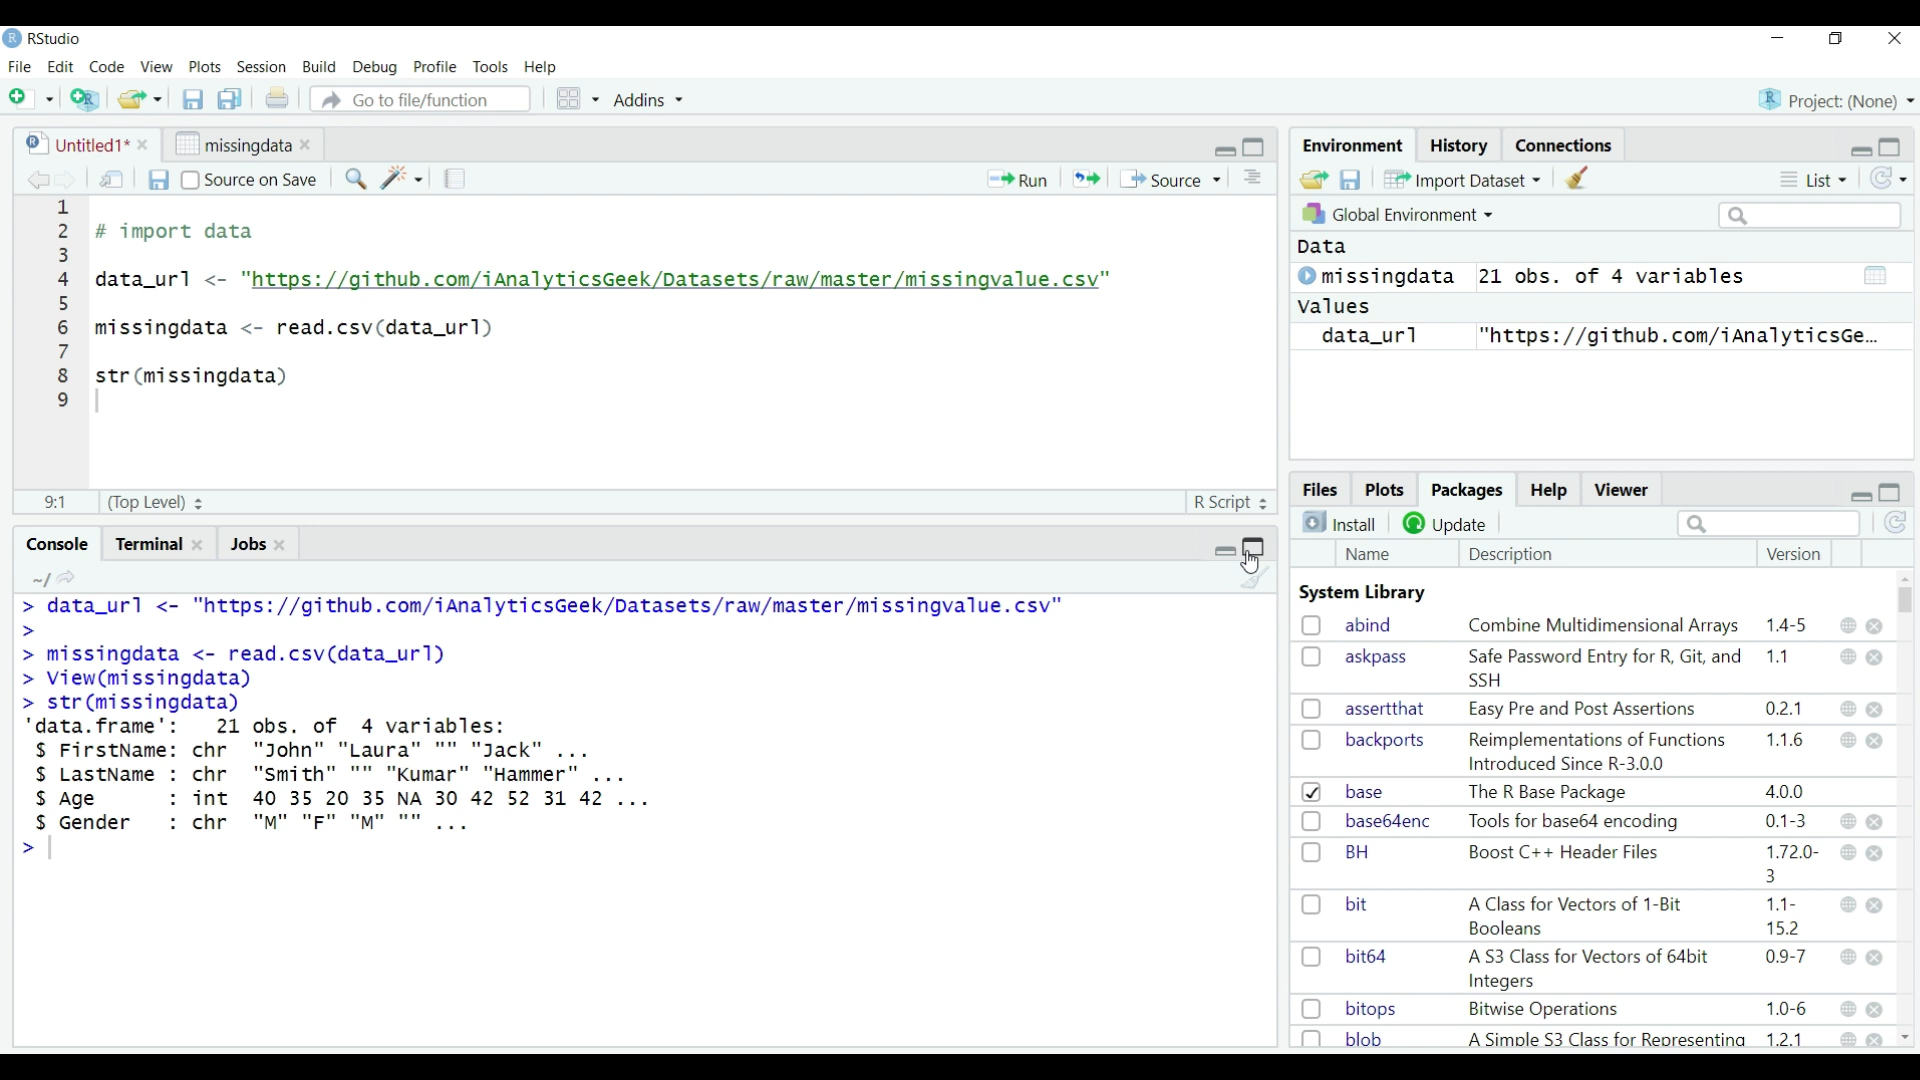 RStudio
File Edit Code View Plots Session Build Debug Profile Tools Help
Go to file/function Addins Project: (None)
Untitled1* missingdata
Source on Save Run Source
1
2 # import data
3
4 data_url <- "https://github.com/iAnalyticsGeek/Datasets/raw/master/missingvalue.csv"
5
6 missingdata <- read.csv(data_url)
7
8 str(missingdata)
9
9:1 (Top Level) R Script
Console Terminal Jobs
~/
> data_url <- "https://github.com/iAnalyticsGeek/Datasets/raw/master/missingvalue.csv"
>
> missingdata <- read.csv(data_url)
> View(missingdata)
> str(missingdata)
'data.frame': 21 obs. of 4 variables:
$ FirstName: chr "John" "Laura" "" "Jack" ...
$ LastName : chr "Smith" "" "Kumar" "Hammer" ...
$ Age : int 40 35 20 35 NA 30 42 52 31 42 ...
$ Gender : chr "M" "F" "M" "" ...
>
Environment History Connections
Import Dataset List
Global Environment
Data
missingdata 21 obs. of 4 variables
Values
data_url "https://github.com/iAnalyticsGe…
Files Plots Packages Help Viewer
Install Update
Name Description Version
System Library
abind Combine Multidimensional Arrays 1.4-5
askpass Safe Password Entry for R, Git, and 1.1
SSH
assertthat Easy Pre and Post Assertions 0.2.1
backports Reimplementations of Functions 1.1.6
Introduced Since R-3.0.0
base The R Base Package 4.0.0
base64enc Tools for base64 encoding 0.1-3
BH Boost C++ Header Files 1.72.0-
3
bit A Class for Vectors of 1-Bit 1.1-
Booleans 15.2
bit64 A S3 Class for Vectors of 64bit 0.9-7
Integers
bitops Bitwise Operations 1.0-6
blob A Simple S3 Class for Representing 1.2.1